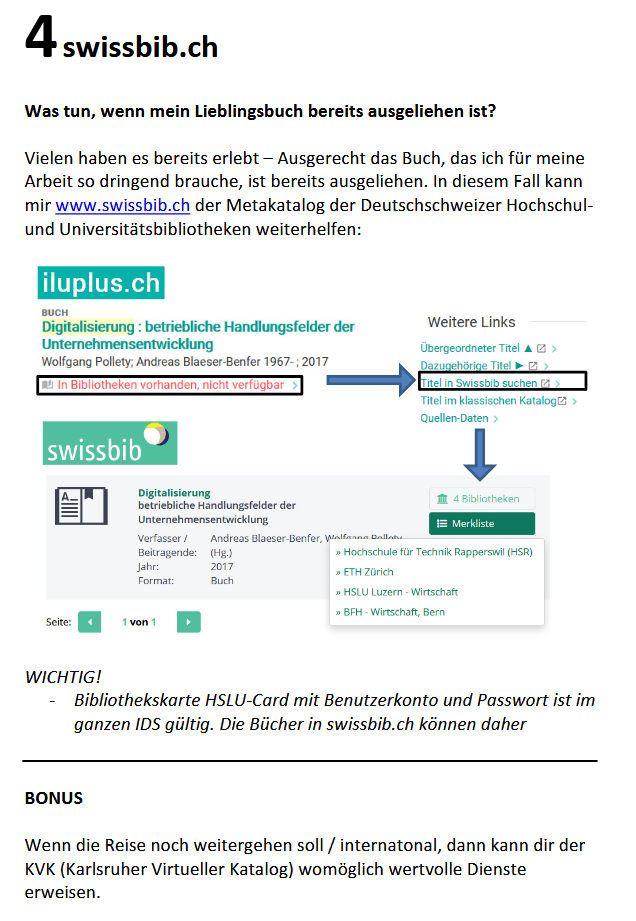 4 swissbib.ch
Was tun, wenn mein Lieblingsbuch bereits ausgeliehen ist?
Vielen haben es bereits erlebt – Ausgerecht das Buch, das ich für meine
Arbeit so dringend brauche, ist bereits ausgeliehen. In diesem Fall kann
mir www.swissbib.ch der Metakatalog der Deutschschweizer Hochschul-
und Universitätsbibliotheken weiterhelfen:
iluplus.ch
BUCH
Digitalisierung : betriebliche Handlungsfelder der
Unternehmensentwicklung
Wolfgang Pollety; Andreas Blaeser-Benfer 1967- ; 2017
In Bibliotheken vorhanden, nicht verfügbar >
Weitere Links
Übergeordneter Titel ▲ >
Dazugehörige Titel ► >
Titel in Swissbib suchen >
Titel im klassischen Katalog >
Quellen-Daten >
swissbib
Digitalisierung
betriebliche Handlungsfelder der
Unternehmensentwicklung
Verfasser / Andreas Blaeser-Benfer, Wolfgang Pollety
Beitragende: (Hg.)
Jahr: 2017
Format: Buch
4 Bibliotheken
Merkliste
» Hochschule für Technik Rapperswil (HSR)
» ETH Zürich
» HSLU Luzern - Wirtschaft
» BFH - Wirtschaft, Bern
Seite: 1 von 1
WICHTIG!
- Bibliothekskarte HSLU-Card mit Benutzerkonto und Passwort ist im
ganzen IDS gültig. Die Bücher in swissbib.ch können daher
BONUS
Wenn die Reise noch weitergehen soll / internatonal, dann kann dir der
KVK (Karlsruher Virtueller Katalog) womöglich wertvolle Dienste
erweisen.